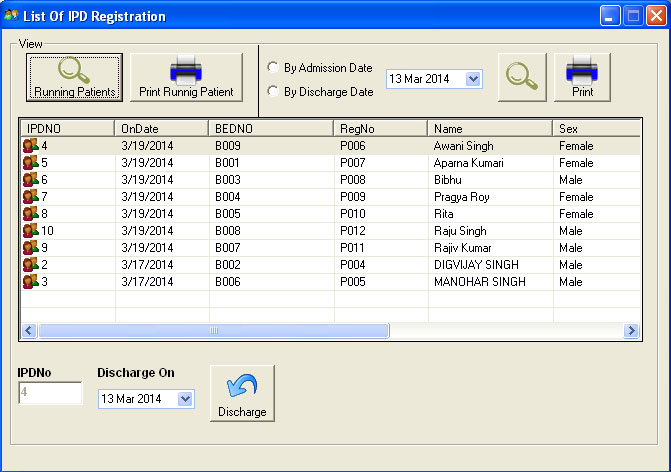 List Of IPD Registration
View
Running Patients
Print Runnig Patient
By Admission Date
By Discharge Date
13 Mar 2014
Print
IPDNO OnDate BEDNO RegNo Name Sex
4 3/19/2014 B009 P006 Awani Singh Female
5 3/19/2014 B001 P007 Aparna Kumari Female
6 3/19/2014 B003 P008 Bibhu Male
7 3/19/2014 B004 P009 Pragya Roy Female
8 3/19/2014 B005 P010 Rita Female
10 3/19/2014 B008 P012 Raju Singh Male
9 3/19/2014 B007 P011 Rajiv Kumar Male
2 3/17/2014 B002 P004 DIGVIJAY SINGH Male
3 3/17/2014 B006 P005 MANOHAR SINGH Male
IPDNo Discharge On
4 13 Mar 2014
Discharge